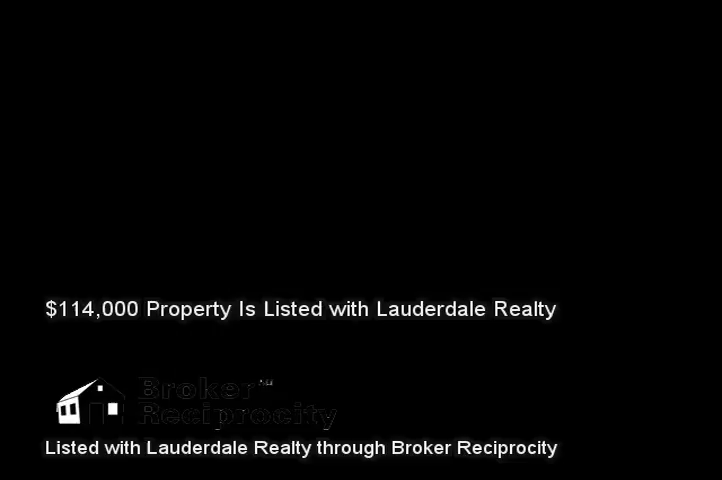 $114,000 Property Is Listed with Lauderdale Realty
Broker
Reciprocity
Listed with Lauderdale Realty through Broker Reciprocity